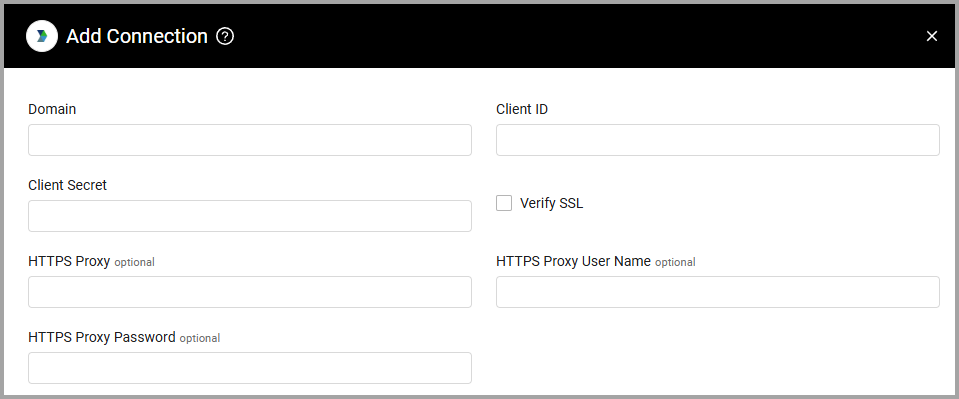 Add Connection ?
Domain
Client ID
Client Secret
Verify SSL
HTTPS Proxy optional
HTTPS Proxy User Name optional
HTTPS Proxy Password optional